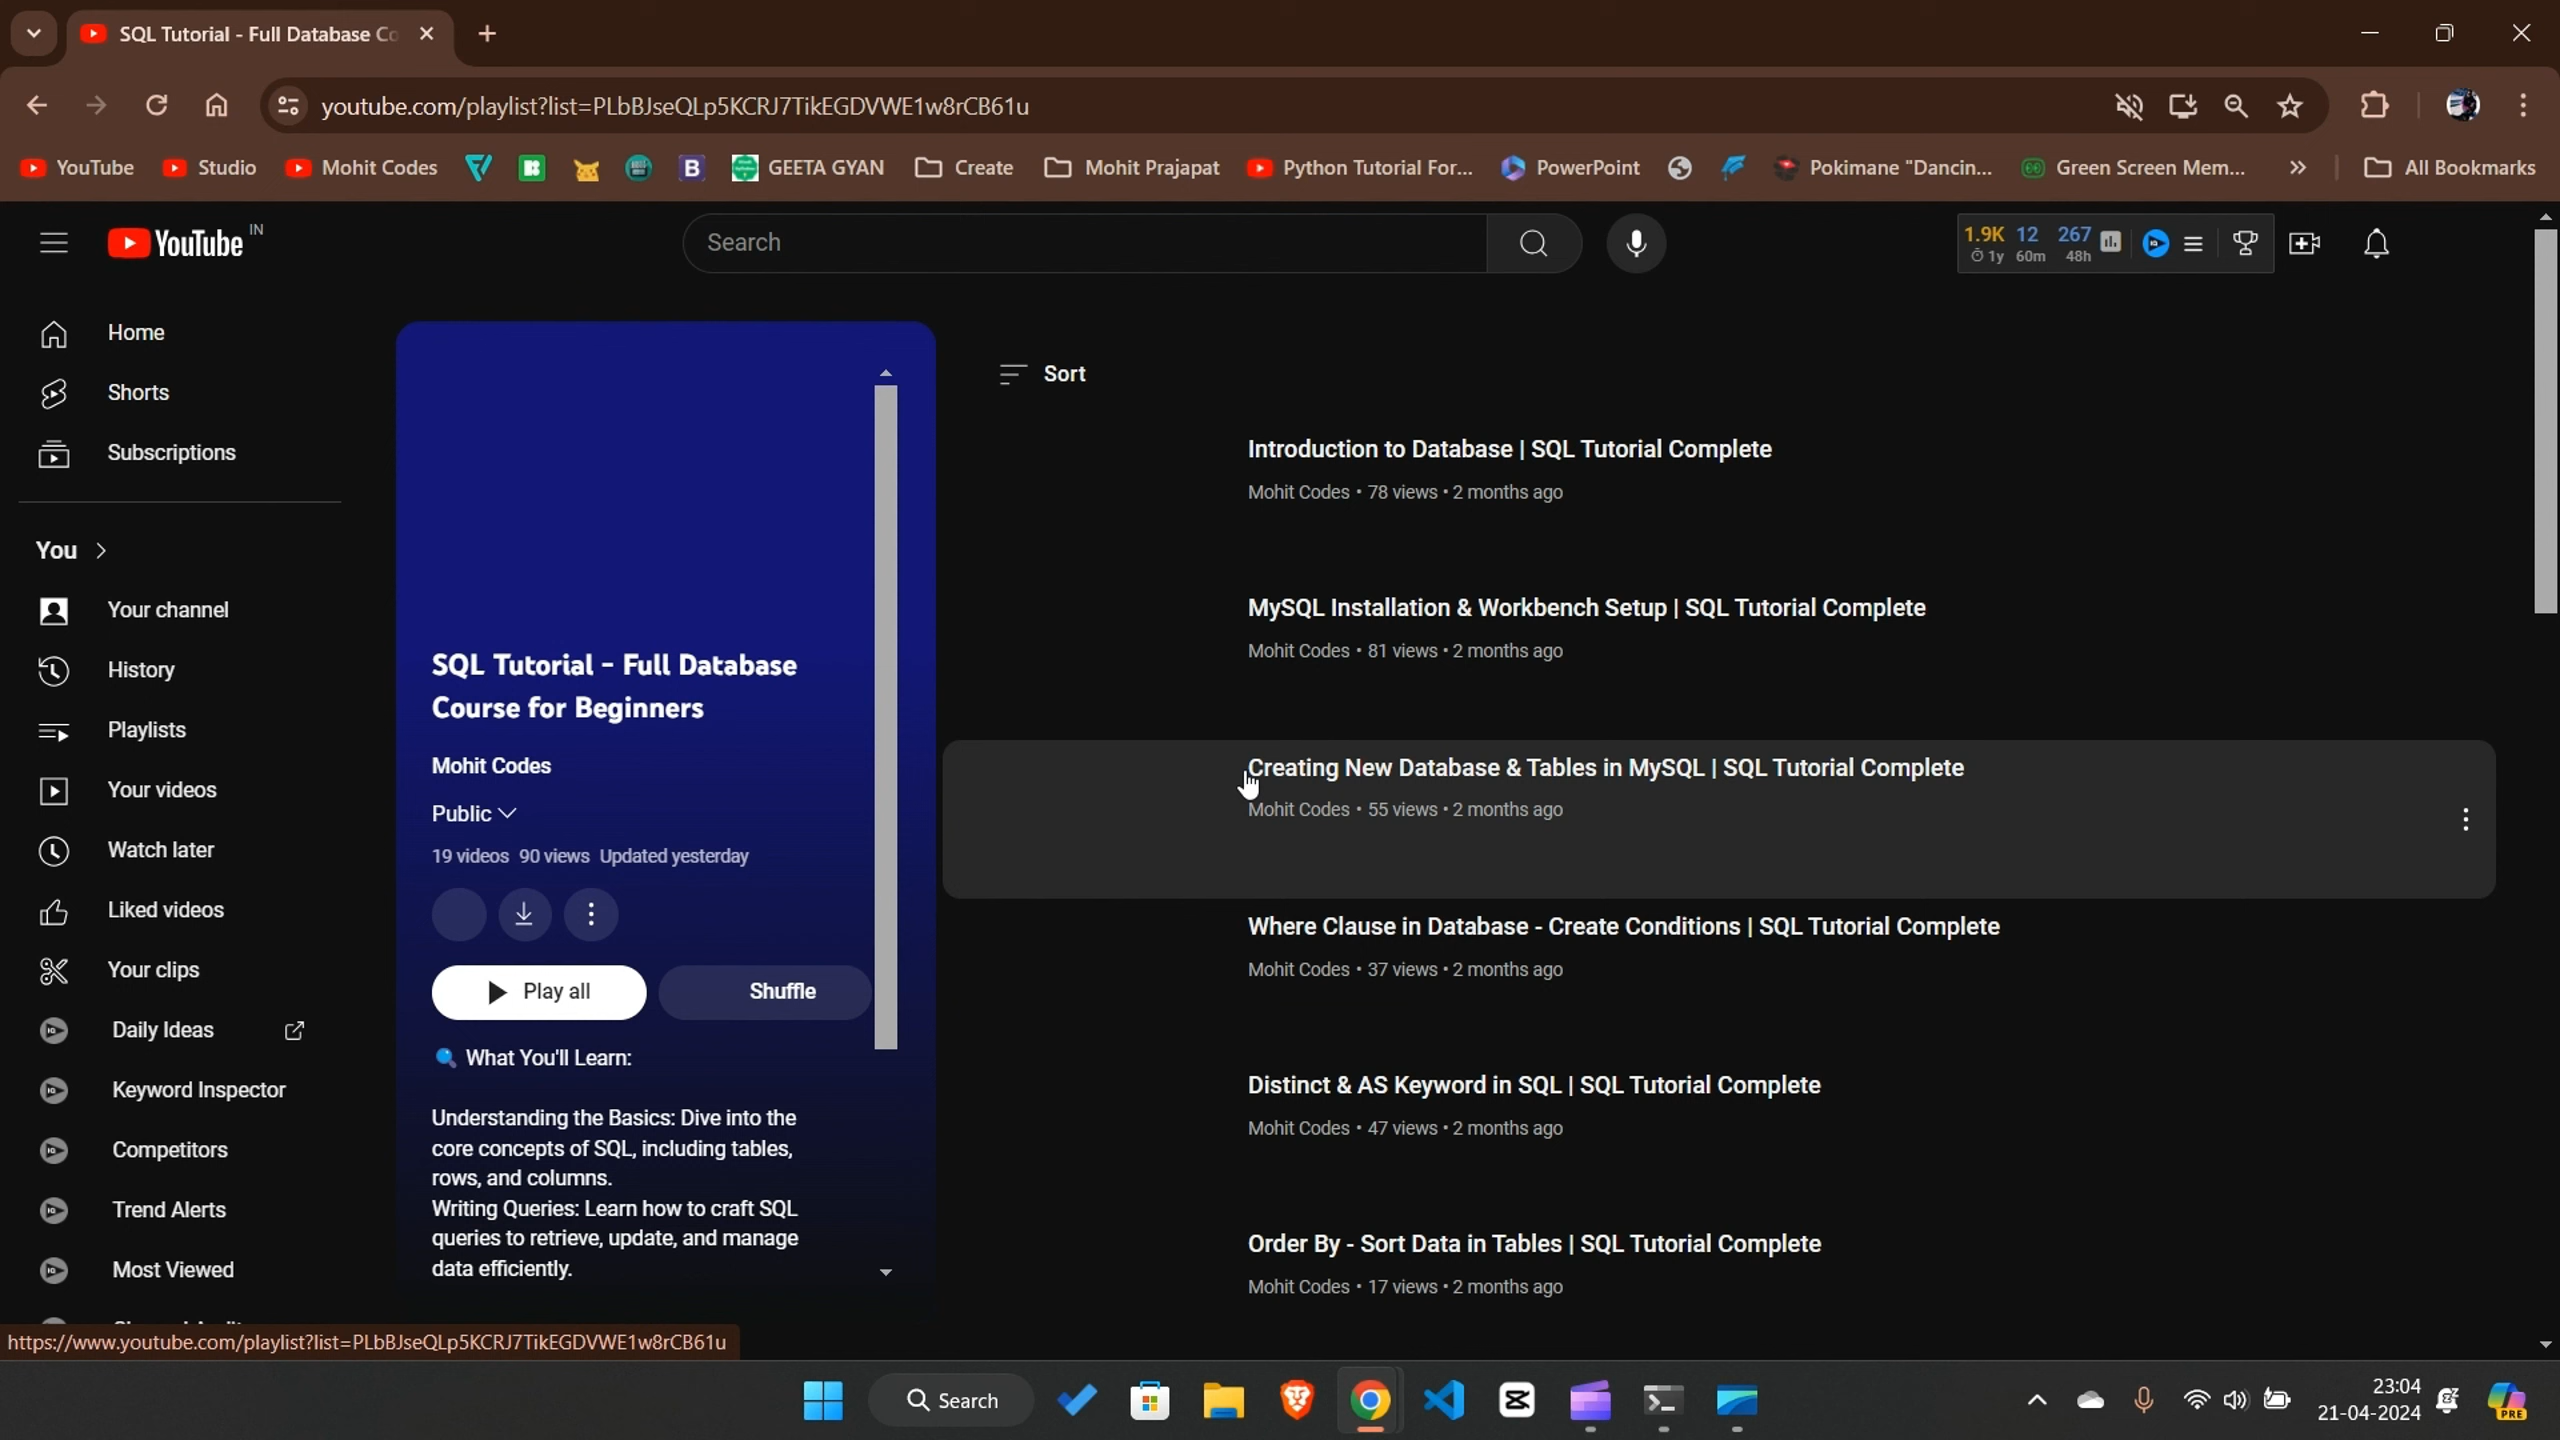 SQL Tutorial - Full Database Co
youtube.com/playlist?list=PLbBJseQLp5KCRJ7TikEGDVWE1w8rCB61u
YouTube Studio Mohit Codes GEETA GYAN Create Mohit Prajapat Python Tutorial For... PowerPoint Pokimane "Dancin... Green Screen Mem... » All Bookmarks
YouTube IN
Search
1.9K 12 267
1y 60m 48h
Home
Shorts
Subscriptions
You
Your channel
History
Playlists
Your videos
Watch later
Liked videos
Your clips
Daily Ideas
Keyword Inspector
Competitors
Trend Alerts
Most Viewed
SQL Tutorial - Full Database
Course for Beginners
Mohit Codes
Public
19 videos 90 views Updated yesterday
Play all
Shuffle
What You'll Learn:
Understanding the Basics: Dive into the
core concepts of SQL, including tables,
rows, and columns.
Writing Queries: Learn how to craft SQL
queries to retrieve, update, and manage
data efficiently.
Sort
Introduction to Database | SQL Tutorial Complete
Mohit Codes • 78 views • 2 months ago
MySQL Installation & Workbench Setup | SQL Tutorial Complete
Mohit Codes • 81 views • 2 months ago
Creating New Database & Tables in MySQL | SQL Tutorial Complete
Mohit Codes • 55 views • 2 months ago
Where Clause in Database - Create Conditions | SQL Tutorial Complete
Mohit Codes • 37 views • 2 months ago
Distinct & AS Keyword in SQL | SQL Tutorial Complete
Mohit Codes • 47 views • 2 months ago
Order By - Sort Data in Tables | SQL Tutorial Complete
Mohit Codes • 17 views • 2 months ago
https://www.youtube.com/playlist?list=PLbBJseQLp5KCRJ7TikEGDVWE1w8rCB61u
Search
23:04
21-04-2024
PRE